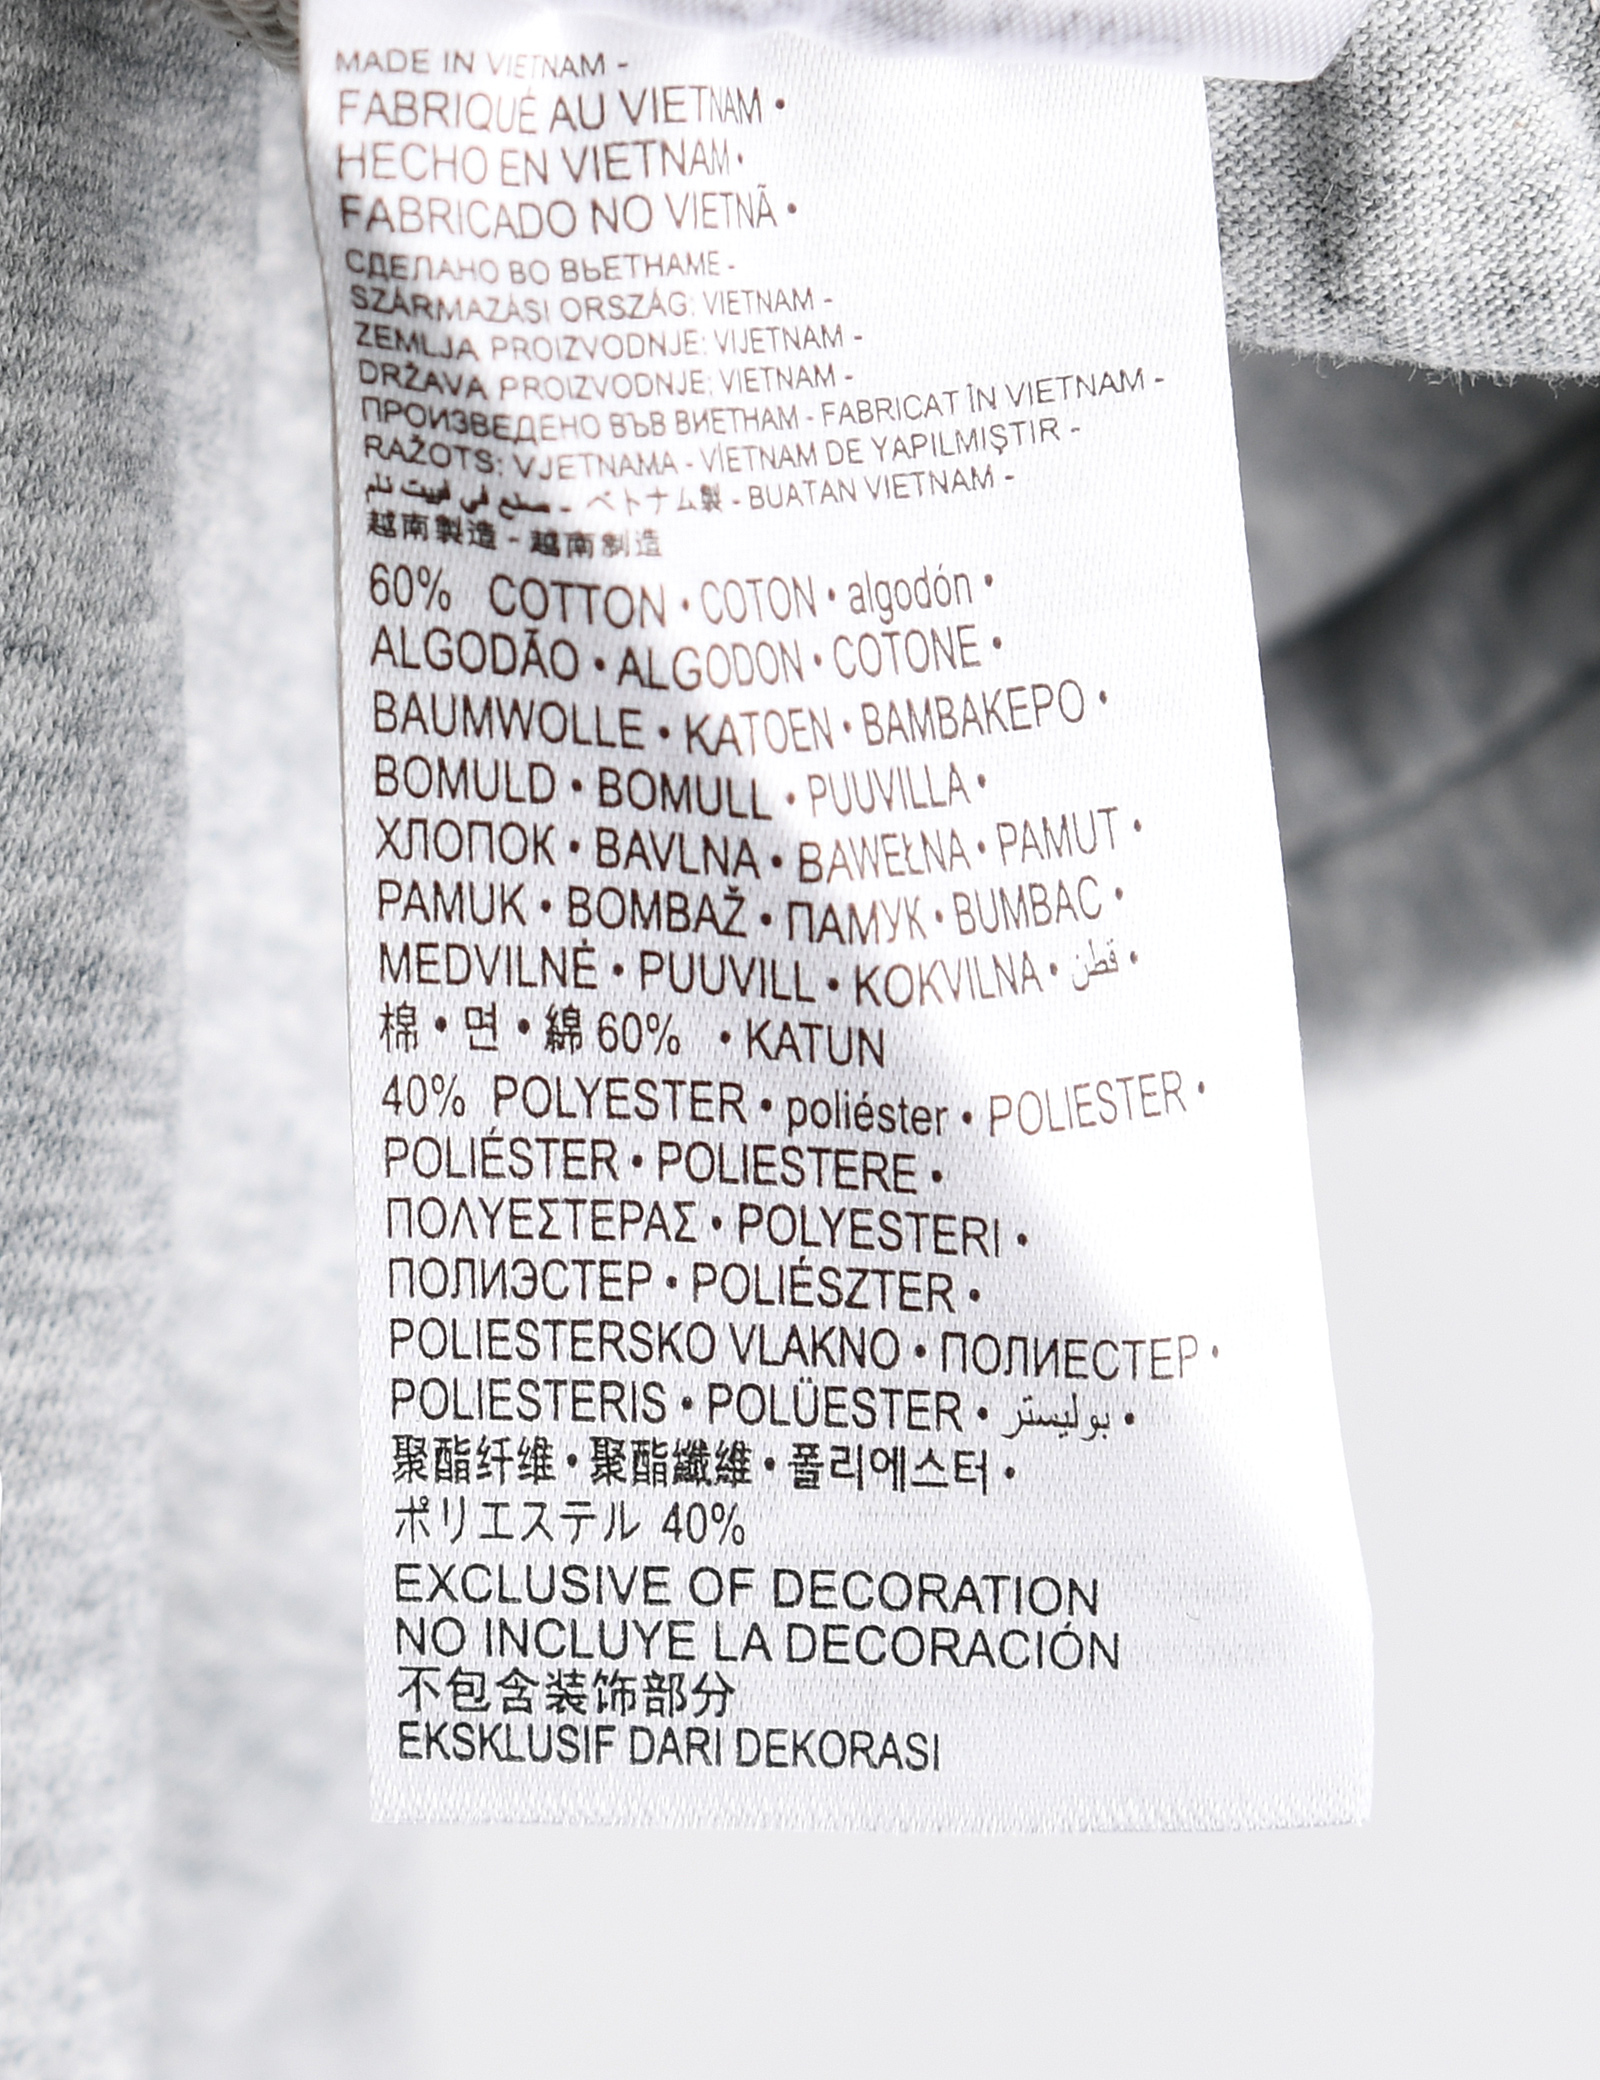 MADE IN VIETNAM -
FABRIQUÉ AU VIETNAM •
HECHO EN VIETNAM •
FABRICADO NO VIETNÃ •
СДЕЛАНО ВО ВЬЕТНАМЕ -
SZÁRMAZÁSI ORSZÁG: VIETNAM -
ZEMLJA PROIZVODNJE: VIJETNAM -
DRŽAVA PROIZVODNJE: VIETNAM -
ПРОИЗВЕДЕНО ВЪВ ВИЕТНАМ - FABRICAT ÎN VIETNAM -
RAŽOTS: VJETNAMA - VİETNAM DE YAPILMIŞTIR -
صنع في فييت نلم - ベトナム製 - BUATAN VIETNAM -
越南製造 - 越南制造
60% COTTON • COTON • algodón •
ALGODÃO • ALGODON • COTONE •
BAUMWOLLE • KATOEN • BAMBAKEPO •
BOMULD • BOMULL • PUUVILLA •
ХЛОПОК • BAVLNA • BAWEŁNA • PAMUT •
PAMUK • BOMBAŽ • ПАМУК • BUMBAC •
MEDVILNĖ • PUUVILL • KOKVILNA • قطن •
棉 • 면 • 綿 60% • KATUN
40% POLYESTER • poliéster • POLIESTER •
POLIÉSTER • POLIESTERE •
ΠΟΛΥΕΣΤΕΡΑΣ • POLYESTERI •
ПОЛИЭСТЕР • POLIÉSZTER •
POLIESTERSKO VLAKNO • ПОЛИЕСТЕР •
POLIESTERIS • POLÜESTER • بوليستر •
聚酯纤维 • 聚酯纖維 • 폴리에스터 •
ポリエステル 40%
EXCLUSIVE OF DECORATION
NO INCLUYE LA DECORACIÓN
不包含装饰部分
EKSKLUSIF DARI DEKORASI